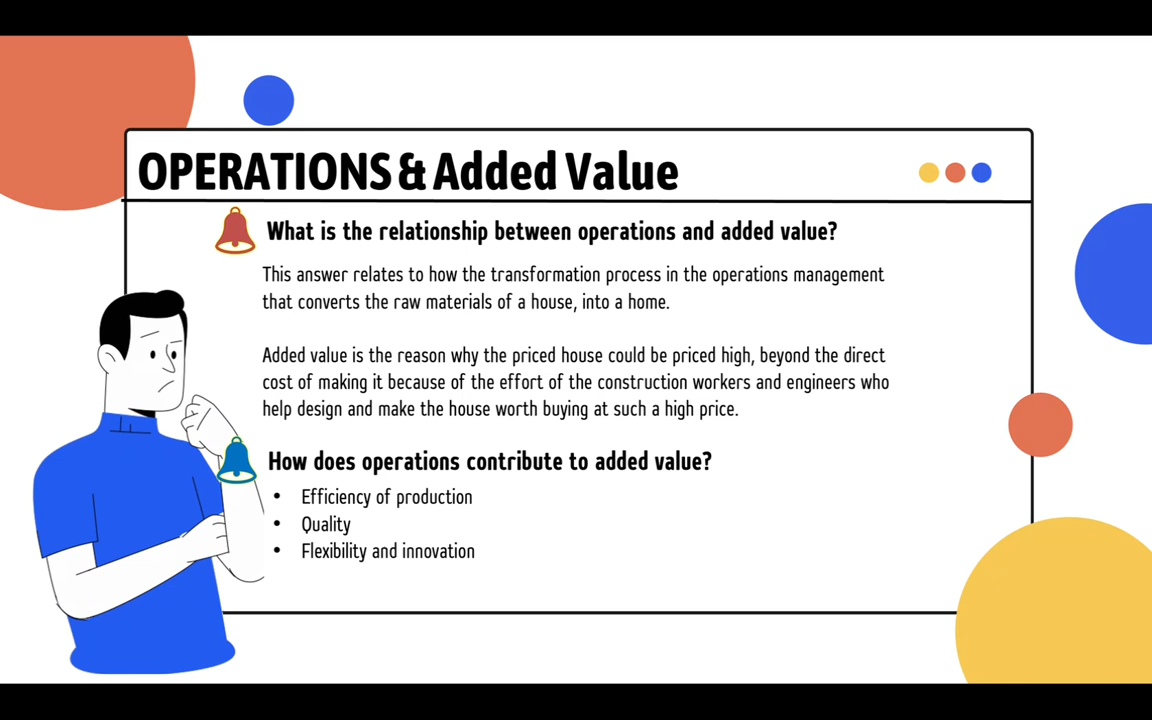 OPERATIONS & Added Value
What is the relationship between operations and added value?
This answer relates to how the transformation process in the operations management
that converts the raw materials of a house, into a home.
Added value is the reason why the priced house could be priced high, beyond the direct
cost of making it because of the effort of the construction workers and engineers who
help design and make the house worth buying at such a high price.
How does operations contribute to added value?
• Efficiency of production
• Quality
• Flexibility and innovation